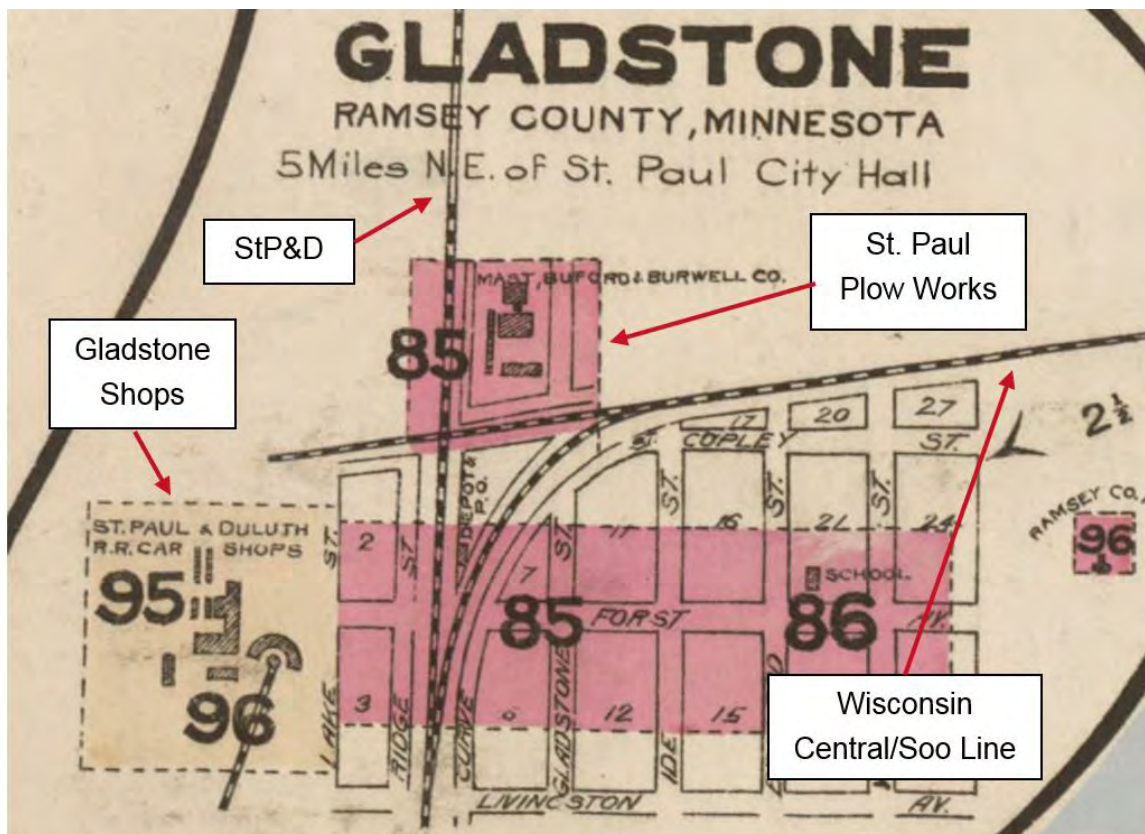 GLADSTONE
RAMSEY COUNTY, MINNESOTA
5 Miles N.E. of St. Paul City Hall
StP&D
St. Paul
Plow Works
MAST, BUFORD & BURWELL CO.
85
Gladstone
Shops
17
20
27
2½
ST.
COPLEY
ST.
DEPOT &
P.O.
ST. PAUL & DULUTH
R.R. CAR SHOPS
95
96
ST.
2
ST
ST.
11
ST.
16
ST.
21
ST.
24
RAMSEY CO.
96
7
SCHOOL
85
FORST
86
AV.
3
6
12
15
LAKE
RIDGE
CURVE
GLADSTONE
IDE
Wisconsin
Central/Soo Line
LIVINGSTON
AV.